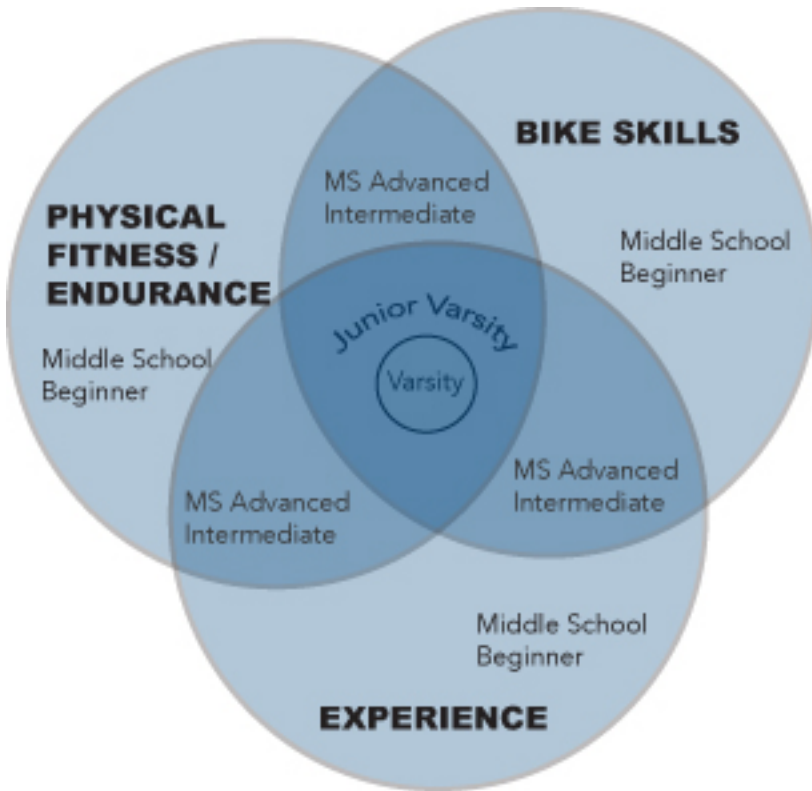 BIKE SKILLS
MS Advanced
Intermediate
PHYSICAL
FITNESS /
ENDURANCE
Middle School
Beginner
Junior Varsity
Varsity
Middle School
Beginner
MS Advanced
Intermediate
MS Advanced
Intermediate
Middle School
Beginner
EXPERIENCE